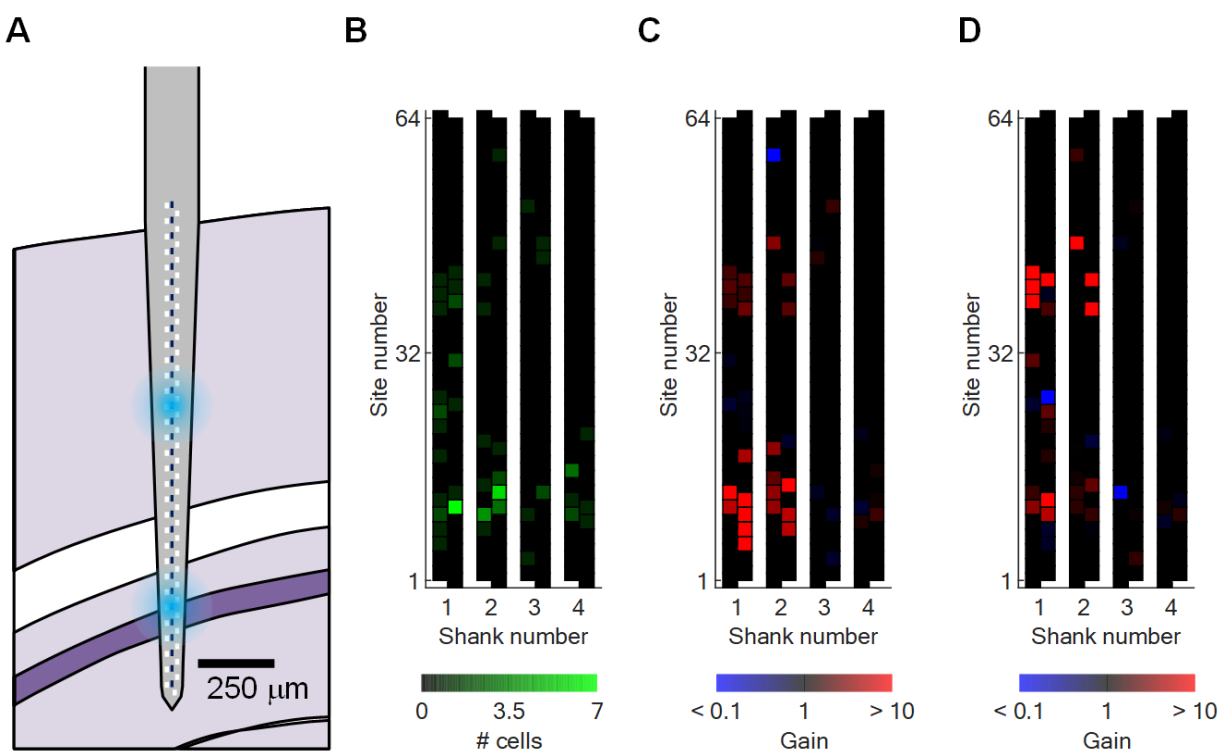 A
B
C
D
250 μm
64
32
1
Site number
1 2 3 4
Shank number
0 3.5 7
# cells
64
32
1
Site number
1 2 3 4
Shank number
< 0.1 1 > 10
Gain
64
32
1
Site number
1 2 3 4
Shank number
< 0.1 1 > 10
Gain